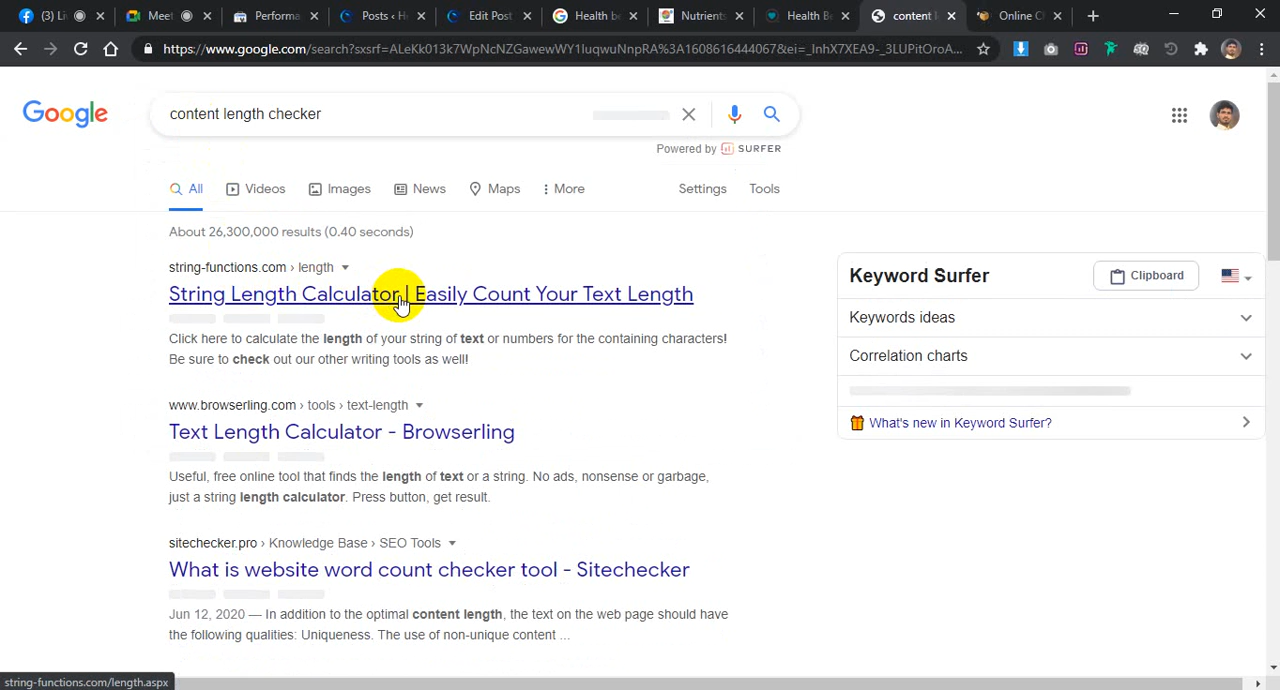 (3) Li
Meet
Performa
Posts ‹ H
Edit Post
Health be
Nutrients
Health Be
content l
Online Cl
https://www.google.com/search?sxsrf=ALeKk013k7WpNcNZGawewWY1IuqwuNnpRA%3A1608616444067&ei=_InhX7XEA9-_3LUPitOroA...
Google
content length checker
Powered by SURFER
All Videos Images News Maps More Settings Tools
About 26,300,000 results (0.40 seconds)
string-functions.com › length
String Length Calculator | Easily Count Your Text Length
Click here to calculate the length of your string of text or numbers for the containing characters!
Be sure to check out our other writing tools as well!
www.browserling.com › tools › text-length
Text Length Calculator - Browserling
Useful, free online tool that finds the length of text or a string. No ads, nonsense or garbage,
just a string length calculator. Press button, get result.
sitechecker.pro › Knowledge Base › SEO Tools
What is website word count checker tool - Sitechecker
Jun 12, 2020 — In addition to the optimal content length, the text on the web page should have
the following qualities: Uniqueness. The use of non-unique content ...
Keyword Surfer
Clipboard
Keywords ideas
Correlation charts
What's new in Keyword Surfer?
string-functions.com/length.aspx